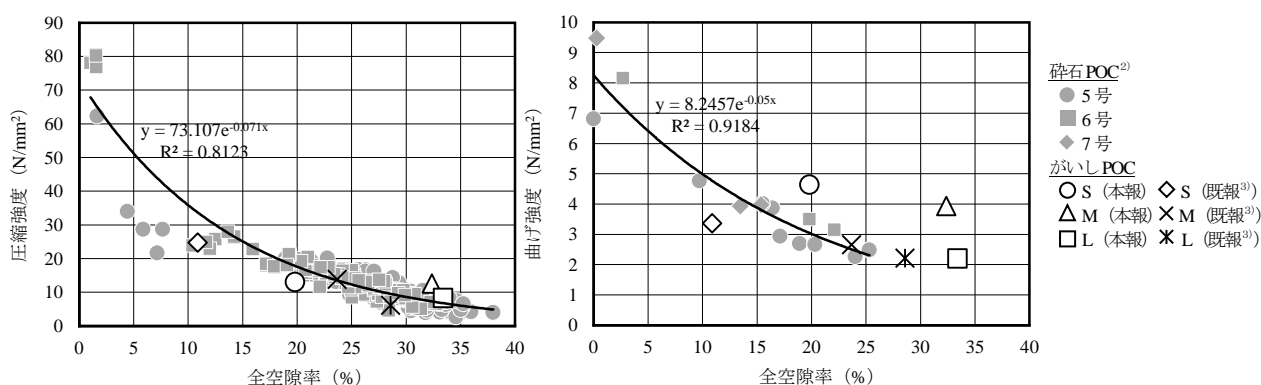 90
80
70
60
50
40
30
20
10
0
圧縮強度（N/mm²）
y = 73.107e^-0.071x
R² = 0.8123
0 5 10 15 20 25 30 35 40
全空隙率（%）
10
9
8
7
6
5
4
3
2
1
0
曲げ強度（N/mm²）
y = 8.2457e^-0.05x
R² = 0.9184
0 5 10 15 20 25 30 35 40
全空隙率（%）
砕石POC²⁾
5号
6号
7号
がいしPOC
S（本報） S（既報³⁾）
M（本報） M（既報³⁾）
L（本報） L（既報³⁾）